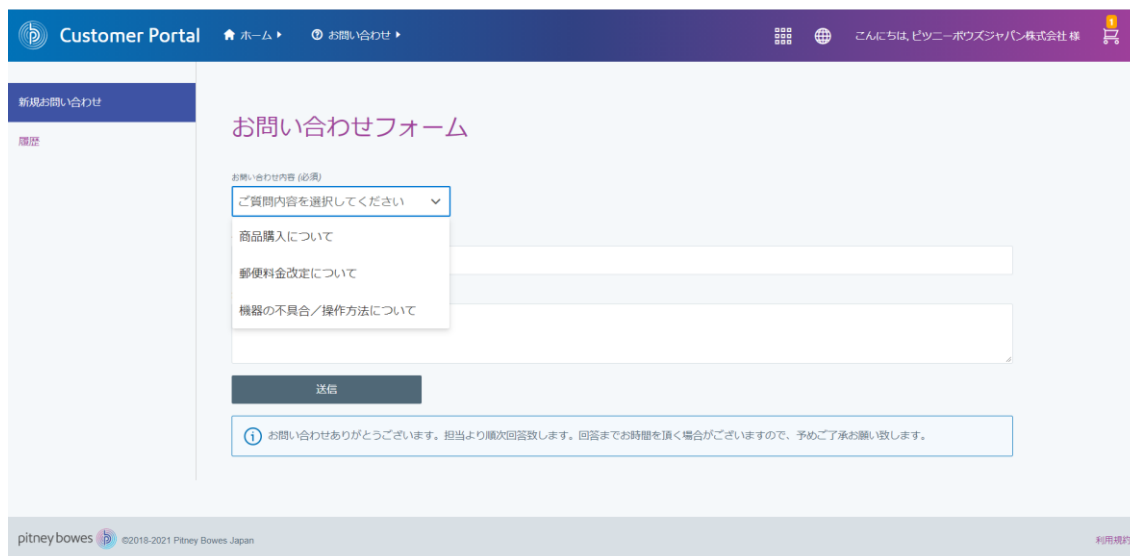 Customer Portal ホーム お問い合わせ こんにちは, ピツニーボウズジャパン株式会社 様 1
新規お問い合わせ
履歴
お問い合わせフォーム
お問い合わせ内容 (必須)
ご質問内容を選択してください
商品購入について
郵便料金改定について
機器の不具合／操作方法について
送信
お問い合わせありがとうございます。担当より順次回答致します。回答までお時間を頂く場合がございますので、予めご了承お願い致します。
pitney bowes ©2018-2021 Pitney Bowes Japan 利用規約